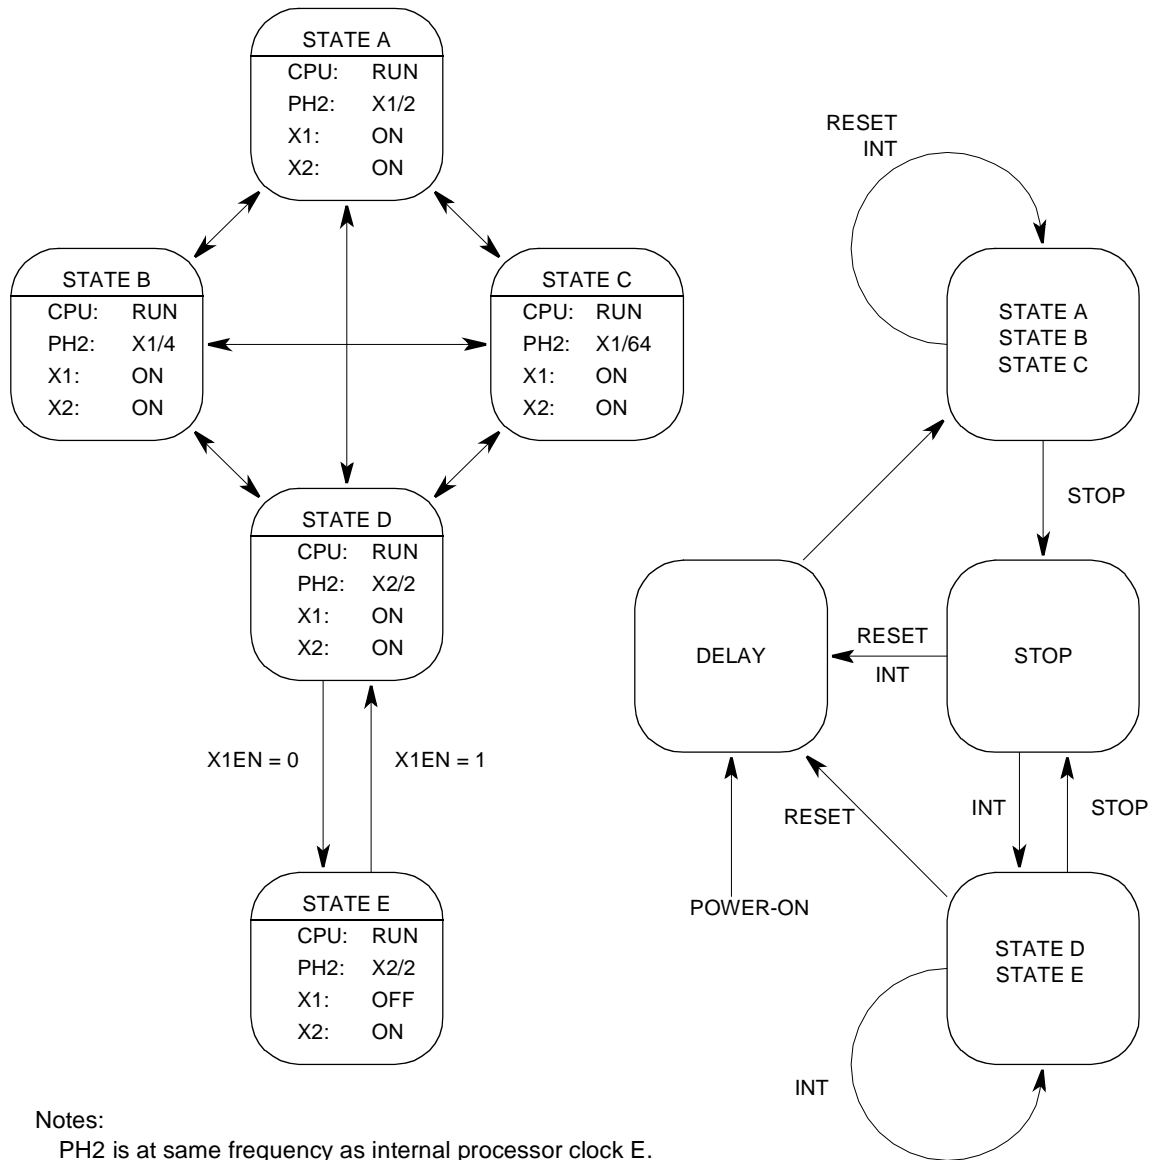 STATE A
CPU: RUN
PH2: X1/2
X1: ON
X2: ON
STATE B
CPU: RUN
PH2: X1/4
X1: ON
X2: ON
STATE C
CPU: RUN
PH2: X1/64
X1: ON
X2: ON
STATE D
CPU: RUN
PH2: X2/2
X1: ON
X2: ON
X1EN = 0
X1EN = 1
STATE E
CPU: RUN
PH2: X2/2
X1: OFF
X2: ON
RESET
INT
STATE A
STATE B
STATE C
STOP
DELAY
RESET
INT
STOP
RESET
INT
STOP
POWER-ON
STATE D
STATE E
INT
Notes:
PH2 is at same frequency as internal processor clock E.